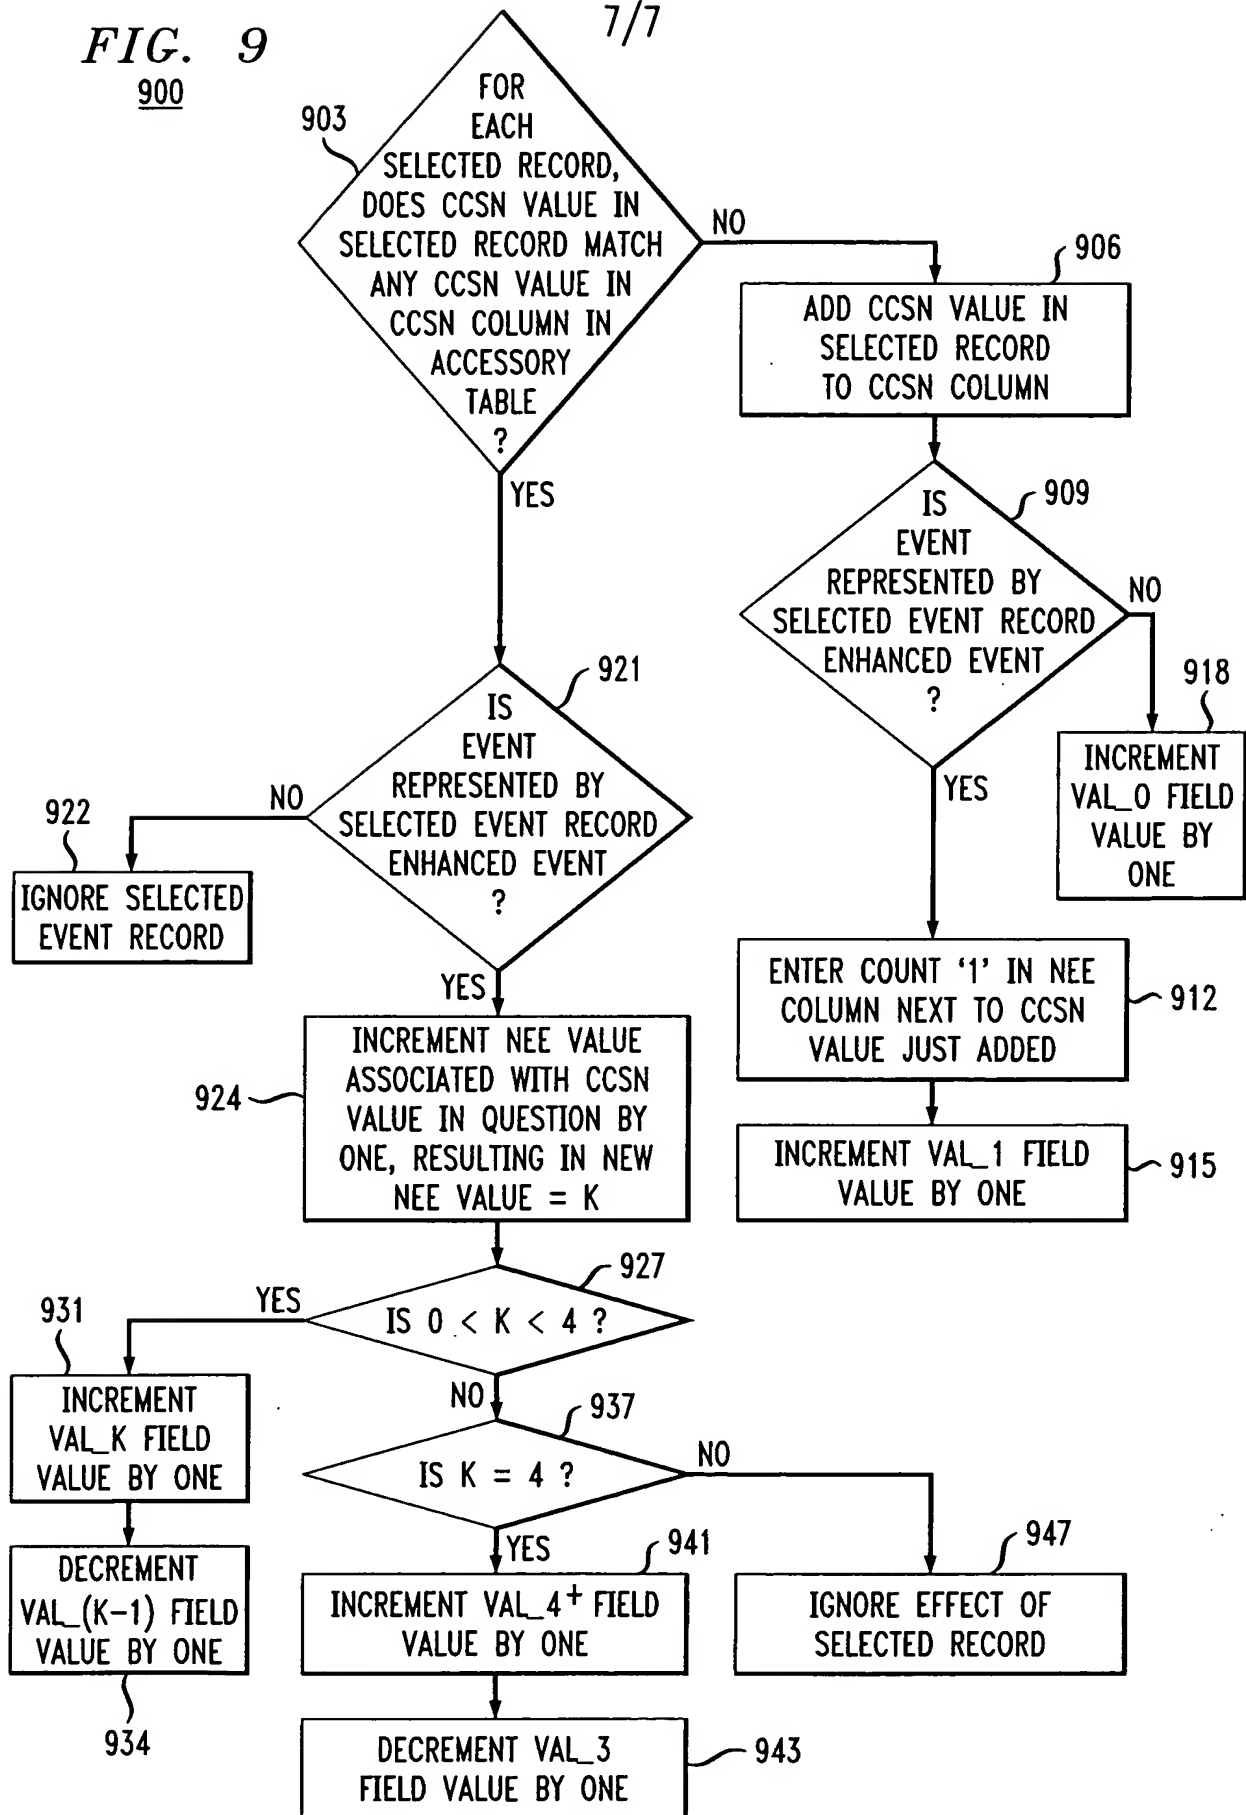 7/7
FIG. 9
900
903
FOR
EACH
SELECTED RECORD,
DOES CCSN VALUE IN
SELECTED RECORD MATCH
ANY CCSN VALUE IN
CCSN COLUMN IN
ACCESSORY
TABLE
?
NO
YES
906
ADD CCSN VALUE IN
SELECTED RECORD
TO CCSN COLUMN
909
IS
EVENT
REPRESENTED BY
SELECTED EVENT RECORD
ENHANCED EVENT
?
NO
YES
918
INCREMENT
VAL_0 FIELD
VALUE BY
ONE
ENTER COUNT ‘1’ IN NEE
COLUMN NEXT TO CCSN
VALUE JUST ADDED
912
INCREMENT VAL_1 FIELD
VALUE BY ONE
915
921
IS
EVENT
REPRESENTED BY
SELECTED EVENT RECORD
ENHANCED EVENT
?
NO
YES
922
IGNORE SELECTED
EVENT RECORD
924
INCREMENT NEE VALUE
ASSOCIATED WITH CCSN
VALUE IN QUESTION BY
ONE, RESULTING IN NEW
NEE VALUE = K
927
IS 0 < K < 4 ?
YES
NO
931
INCREMENT
VAL_K FIELD
VALUE BY ONE
DECREMENT
VAL_(K-1) FIELD
VALUE BY ONE
934
937
IS K = 4 ?
NO
YES
941
INCREMENT VAL_4+ FIELD
VALUE BY ONE
947
IGNORE EFFECT OF
SELECTED RECORD
DECREMENT VAL_3
FIELD VALUE BY ONE
943